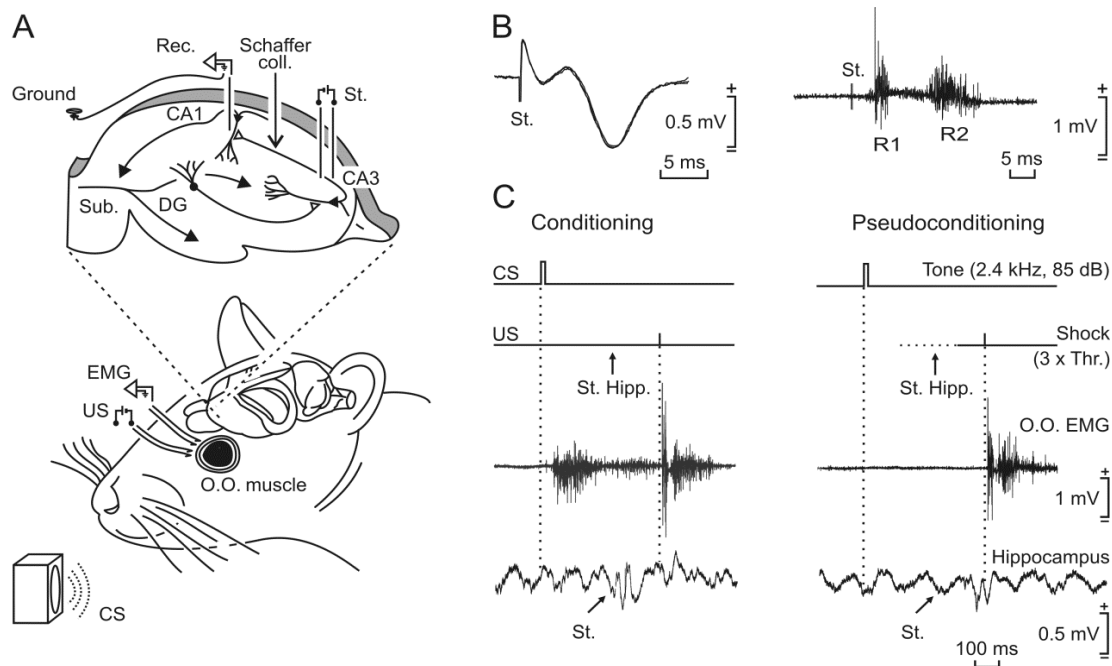 A
Rec.
Schaffer
coll.
Ground
St.
CA1
CA3
Sub.
DG
EMG
US
O.O. muscle
CS
B
St.
+
0.5 mV
=
5 ms
St.
R1
R2
+
1 mV
=
5 ms
C
Conditioning
Pseudoconditioning
CS
Tone (2.4 kHz, 85 dB)
US
Shock
(3 x Thr.)
St. Hipp.
St. Hipp.
O.O. EMG
+
1 mV
=
Hippocampus
St.
St.
+
0.5 mV
=
100 ms